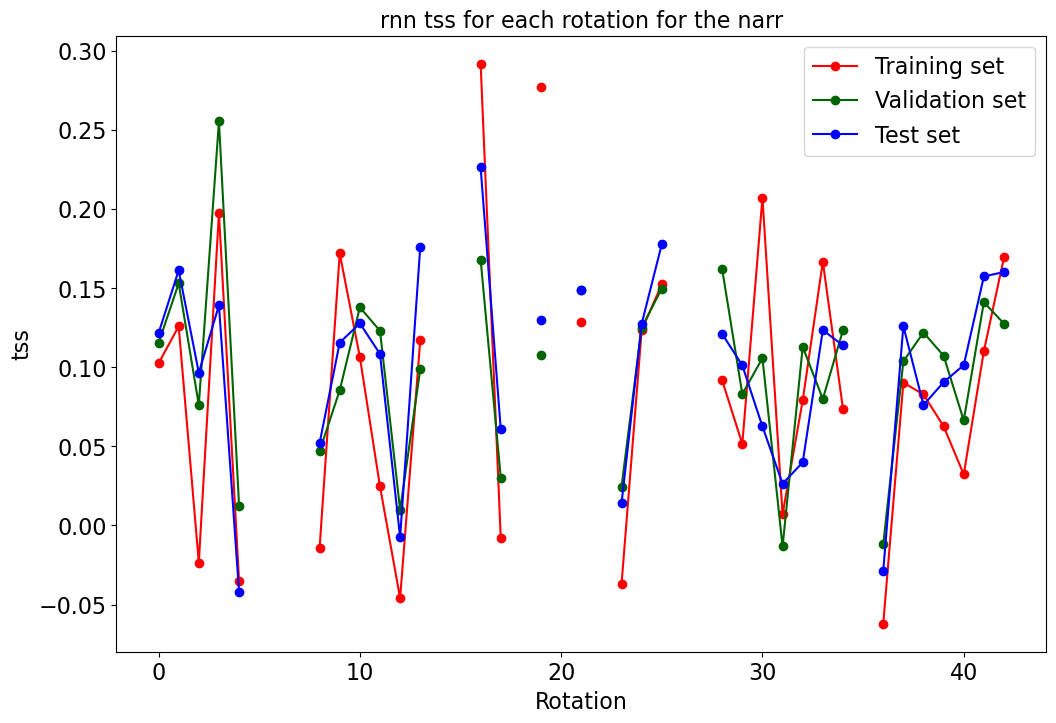 rnn tss for each rotation for the narr
Training set
Validation set
Test set
0.30
0.25
0.20
0.15
0.10
0.05
0.00
−0.05
tss
0
10
20
30
40
Rotation